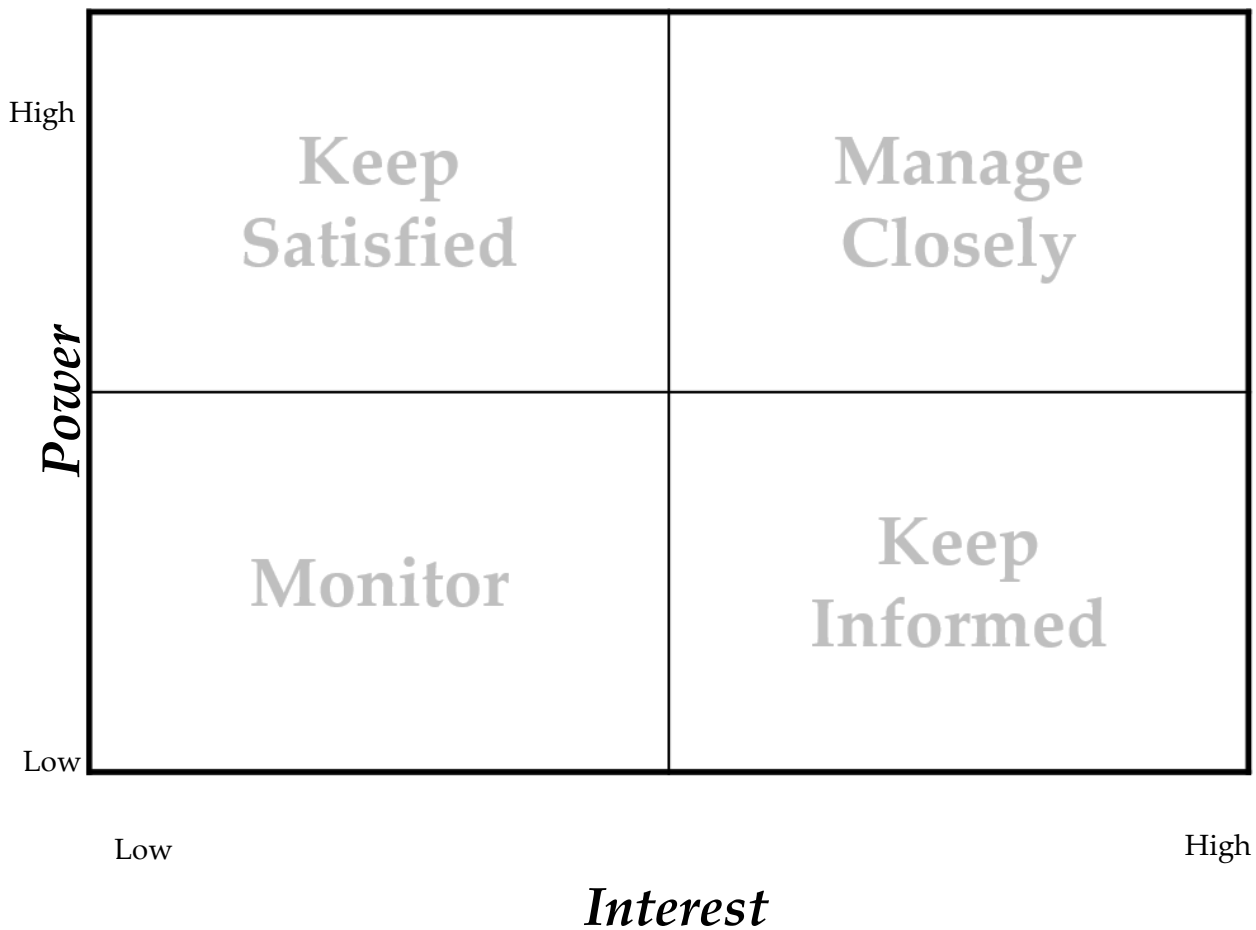 High
Keep
Satisfied
Manage
Closely
Power
Monitor
Keep
Informed
Low
Low
High
Interest